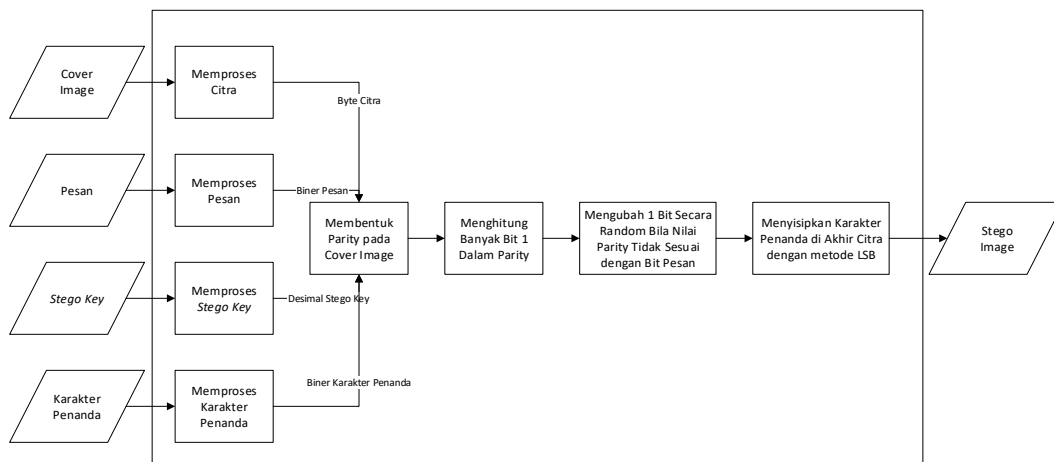 Cover
Image
Memproses
Citra
Byte Citra
Pesan
Memproses
Pesan
Biner Pesan
Membentuk
Parity pada
Cover Image
Menghitung
Banyak Bit 1
Dalam Parity
Mengubah 1 Bit Secara
Random Bila Nilai
Parity Tidak Sesuai
dengan Bit Pesan
Menyisipkan Karakter
Penanda di Akhir Citra
dengan metode LSB
Stego
Image
Stego Key
Memproses
Stego Key
Desimal Stego Key
Karakter
Penanda
Memproses
Karakter
Penanda
Biner Karakter Penanda